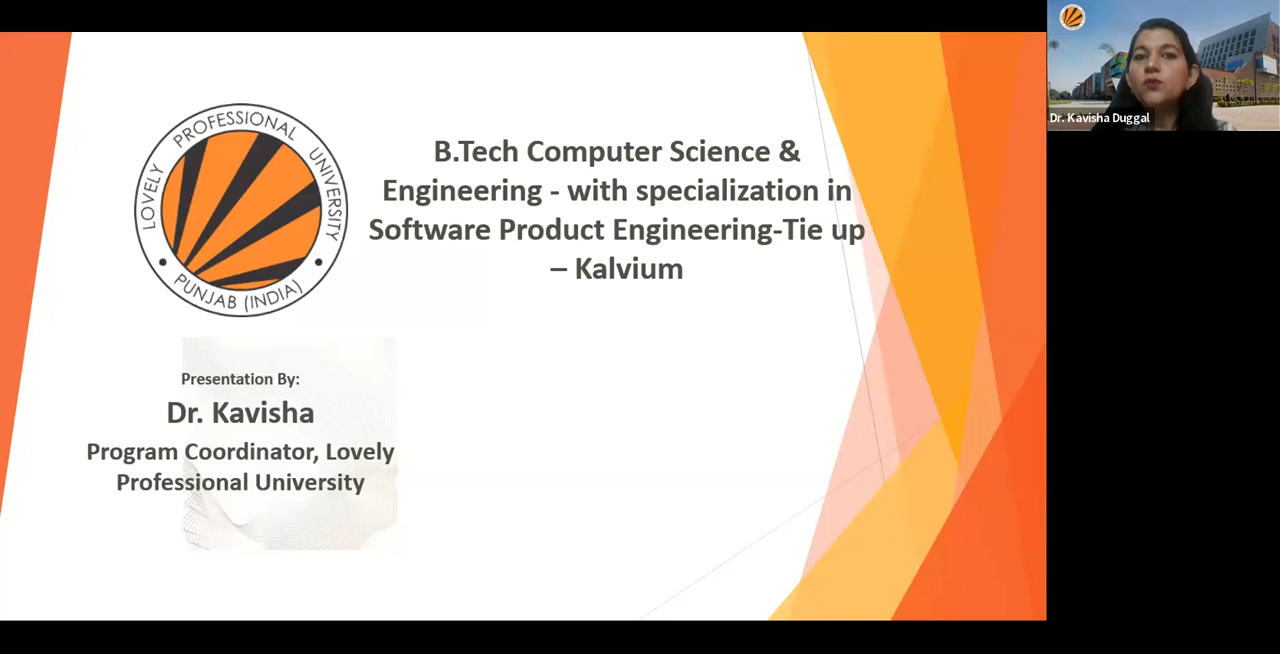 LOVELY PROFESSIONAL UNIVERSITY
PUNJAB (INDIA)
B.Tech Computer Science &
Engineering - with specialization in
Software Product Engineering-Tie up
– Kalvium
Presentation By:
Dr. Kavisha
Program Coordinator, Lovely
Professional University
Dr. Kavisha Duggal